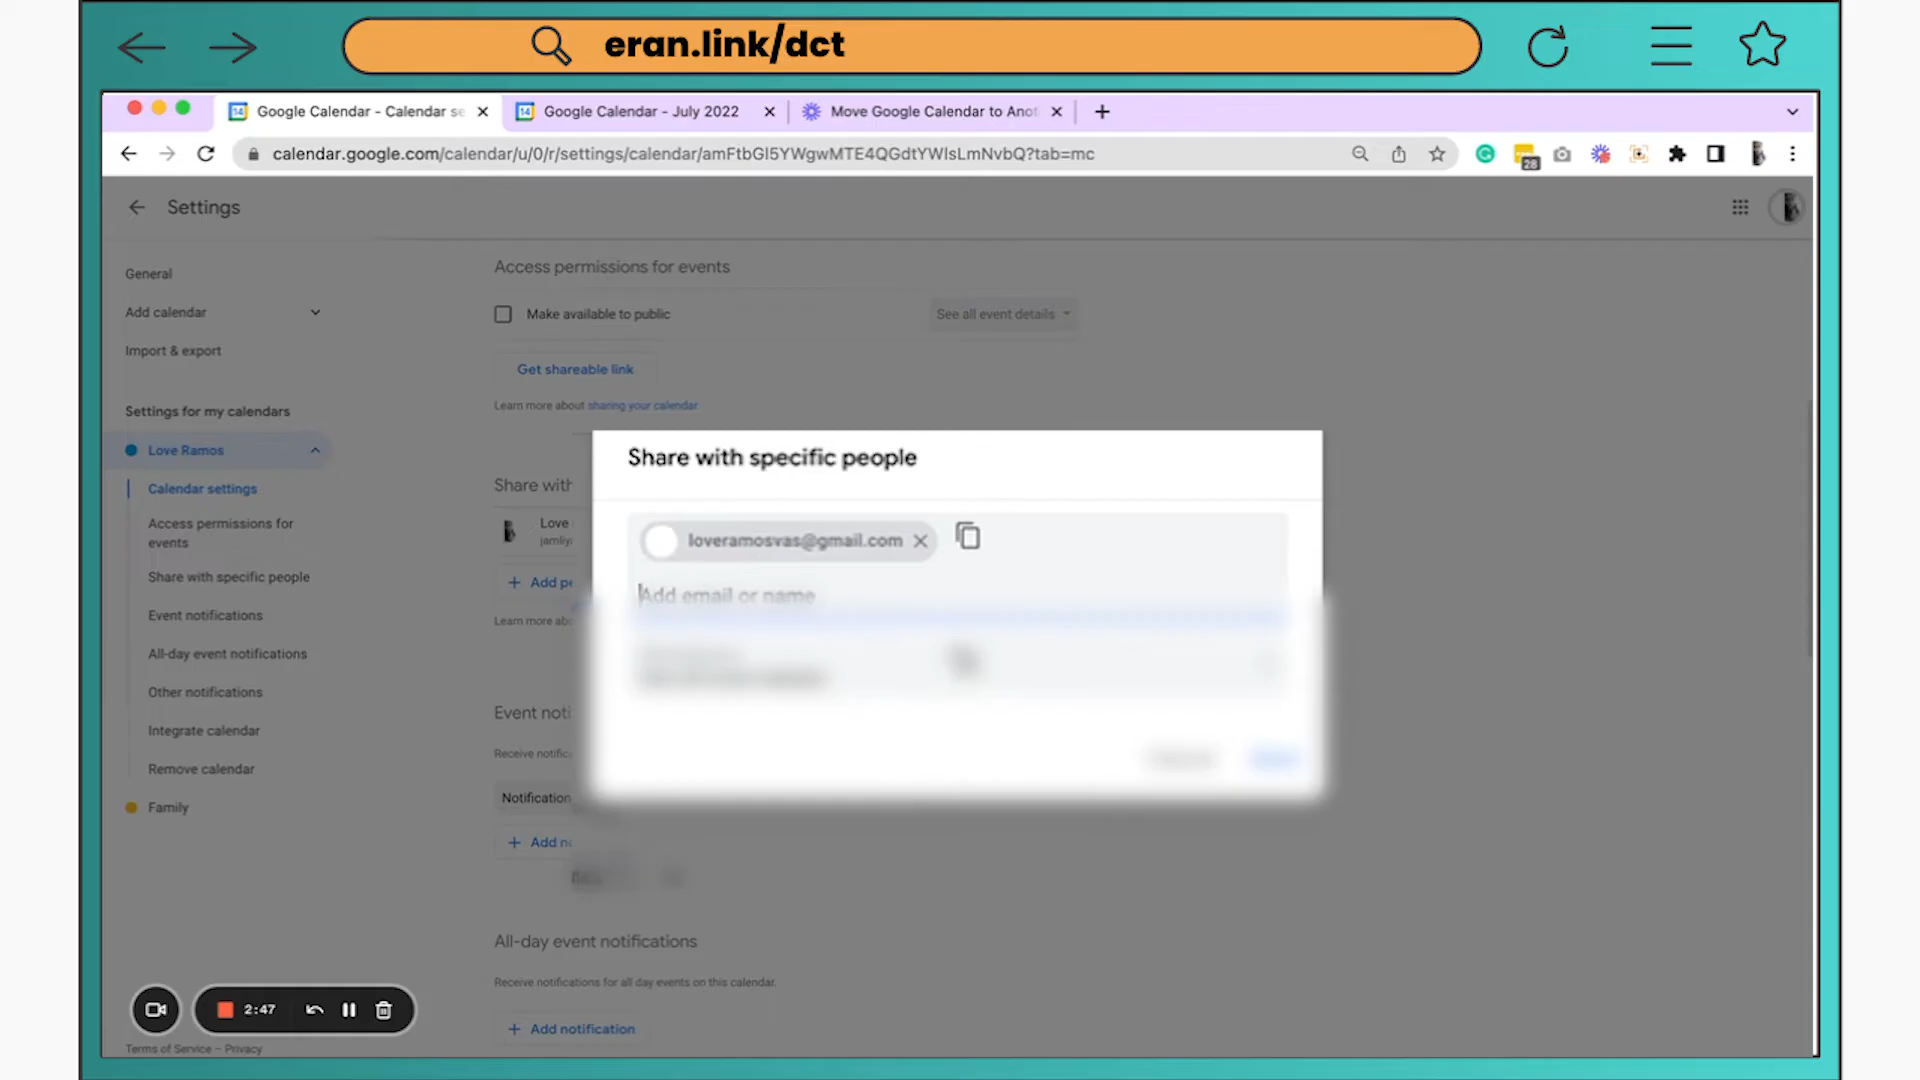 eran.link/dct
Google Calendar - Calendar se
Google Calendar - July 2022
Move Google Calendar to Anot
calendar.google.com/calendar/u/0/r/settings/calendar/amFtbGl5YWgwMTE4QGdtYWlsLmNvbQ?tab=mc
28
Settings
General
Add calendar
Import & export
Settings for my calendars
Love Ramos
Calendar settings
Access permissions for
events
Share with specific people
Event notifications
All-day event notifications
Other notifications
Integrate calendar
Remove calendar
Family
Terms of Service – Privacy
Access permissions for events
Make available to public
See all event details
Get shareable link
Learn more about sharing your calendar
Share with
Love
jamliy
+ Add pe
Learn more abo
Event noti
Receive notific
Notification
+ Add no
All-day event notifications
Receive notifications for all day events on this calendar.
+ Add notification
Share with specific people
loveramosvas@gmail.com
Add email or name
2:47